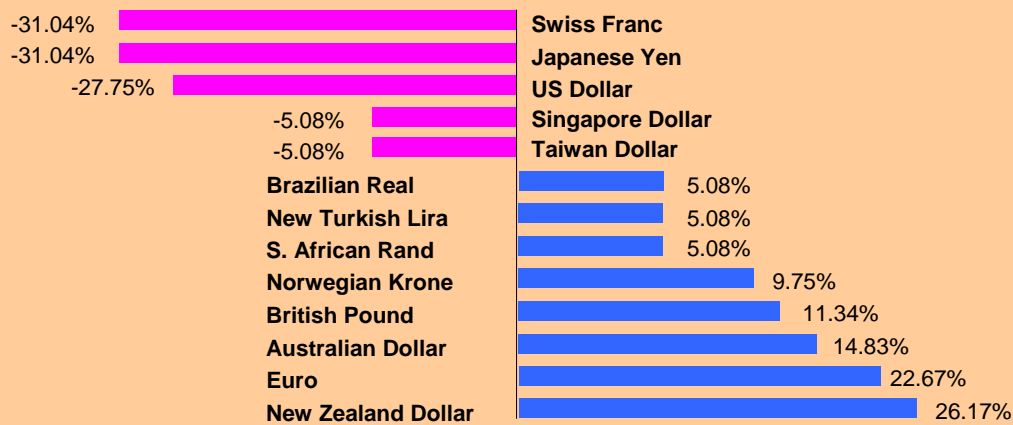 -31.04% Swiss Franc
-31.04% Japanese Yen
-27.75% US Dollar
-5.08% Singapore Dollar
-5.08% Taiwan Dollar
Brazilian Real 5.08%
New Turkish Lira 5.08%
S. African Rand 5.08%
Norwegian Krone 9.75%
British Pound 11.34%
Australian Dollar 14.83%
Euro 22.67%
New Zealand Dollar 26.17%